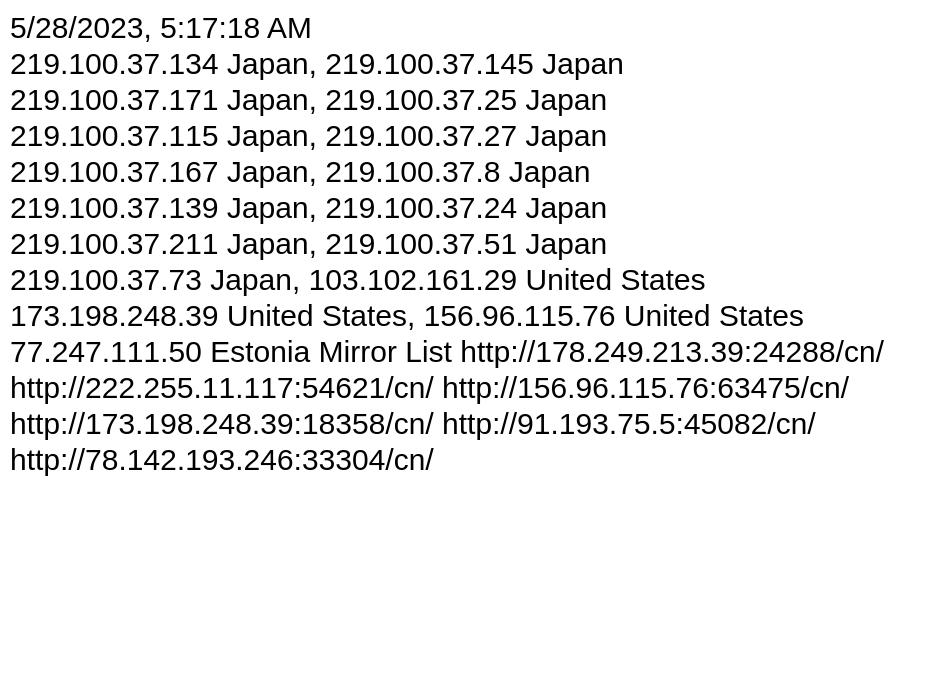 5/28/2023, 5:17:18 AM
219.100.37.134 Japan, 219.100.37.145 Japan
219.100.37.171 Japan, 219.100.37.25 Japan
219.100.37.115 Japan, 219.100.37.27 Japan
219.100.37.167 Japan, 219.100.37.8 Japan
219.100.37.139 Japan, 219.100.37.24 Japan
219.100.37.211 Japan, 219.100.37.51 Japan
219.100.37.73 Japan, 103.102.161.29 United States
173.198.248.39 United States, 156.96.115.76 United States
77.247.111.50 Estonia Mirror List http://178.249.213.39:24288/cn/
http://222.255.11.117:54621/cn/ http://156.96.115.76:63475/cn/
http://173.198.248.39:18358/cn/ http://91.193.75.5:45082/cn/
http://78.142.193.246:33304/cn/